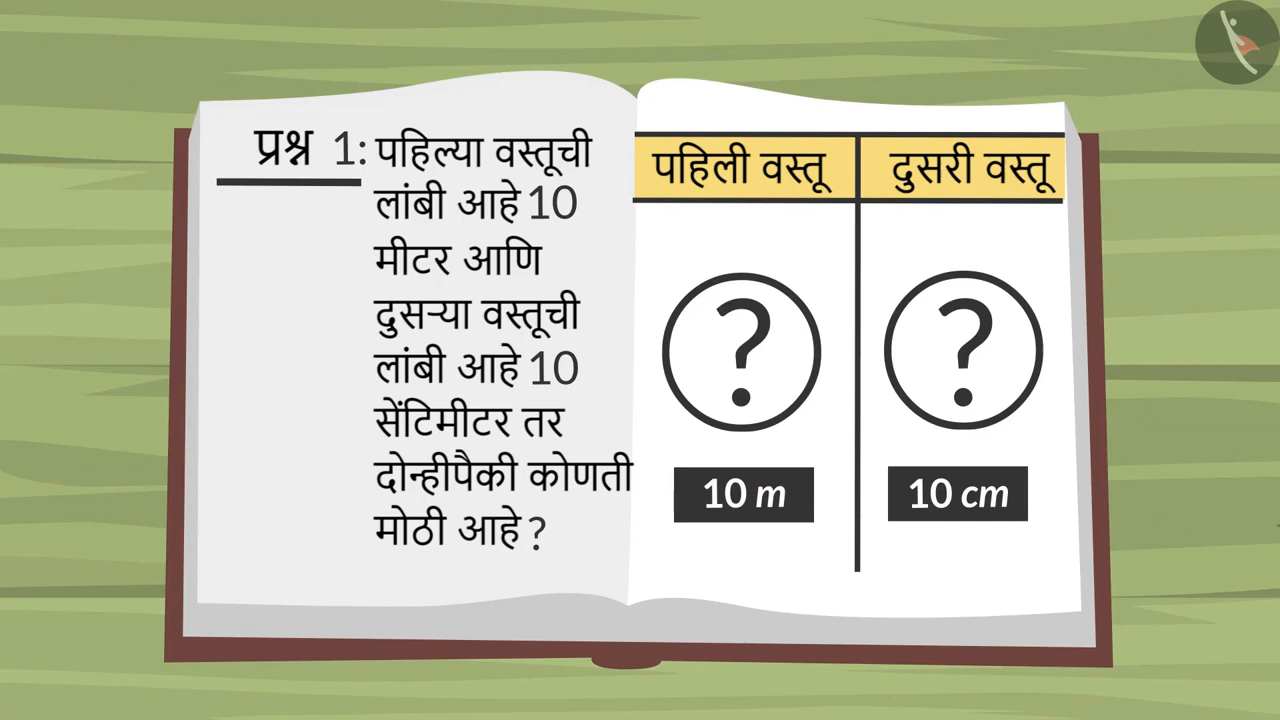 प्रश्न 1: पहिल्या वस्तूची
लांबी आहे 10
मीटर आणि
दुसऱ्या वस्तूची
लांबी आहे 10
सेंटिमीटर तर
दोन्हीपैकी कोणती
मोठी आहे ?
पहिली वस्तू दुसरी वस्तू
? ?
10 m 10 cm